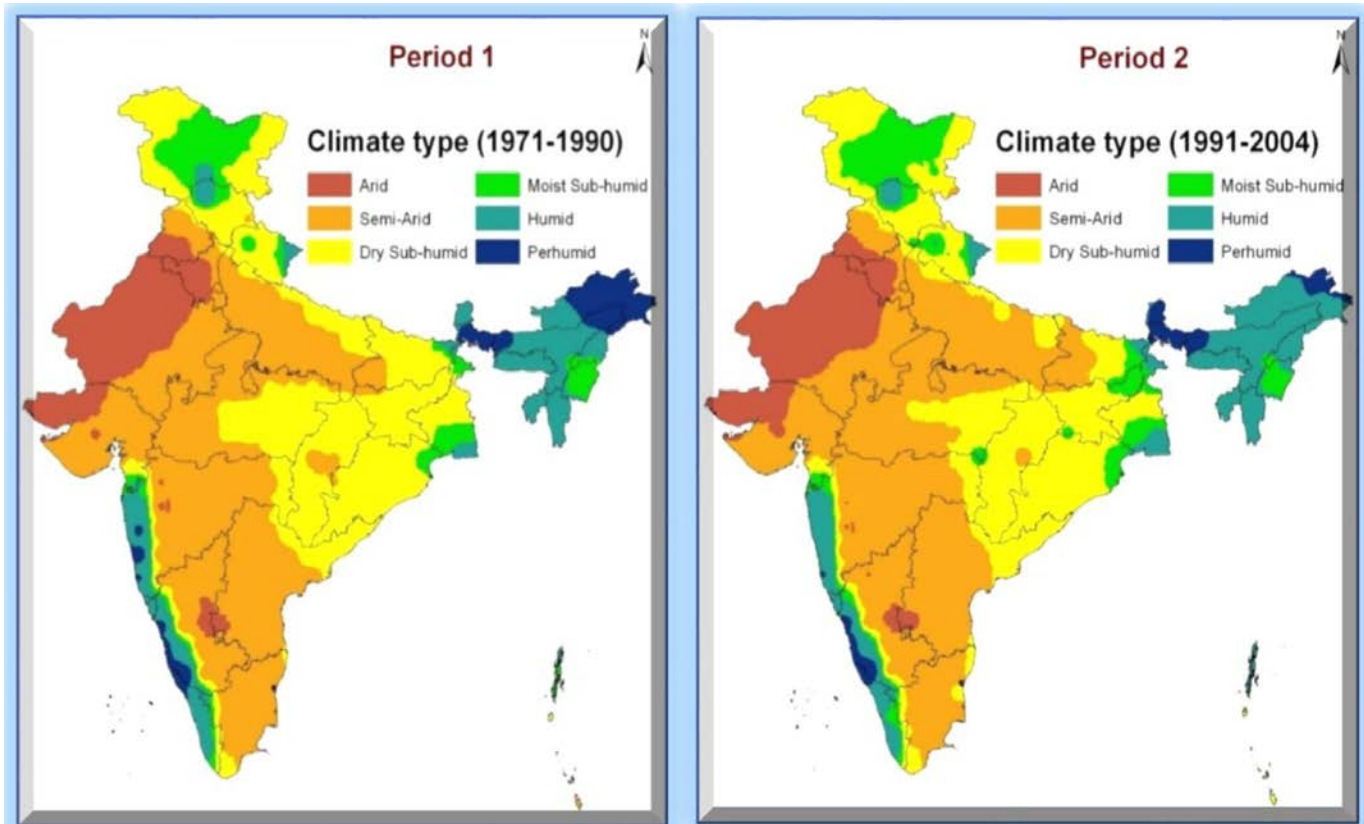 Period 1
N
Climate type (1971-1990)
Arid
Moist Sub-humid
Semi-Arid
Humid
Dry Sub-humid
Perhumid
Period 2
N
Climate type (1991-2004)
Arid
Moist Sub-humid
Semi-Arid
Humid
Dry Sub-humid
Perhumid